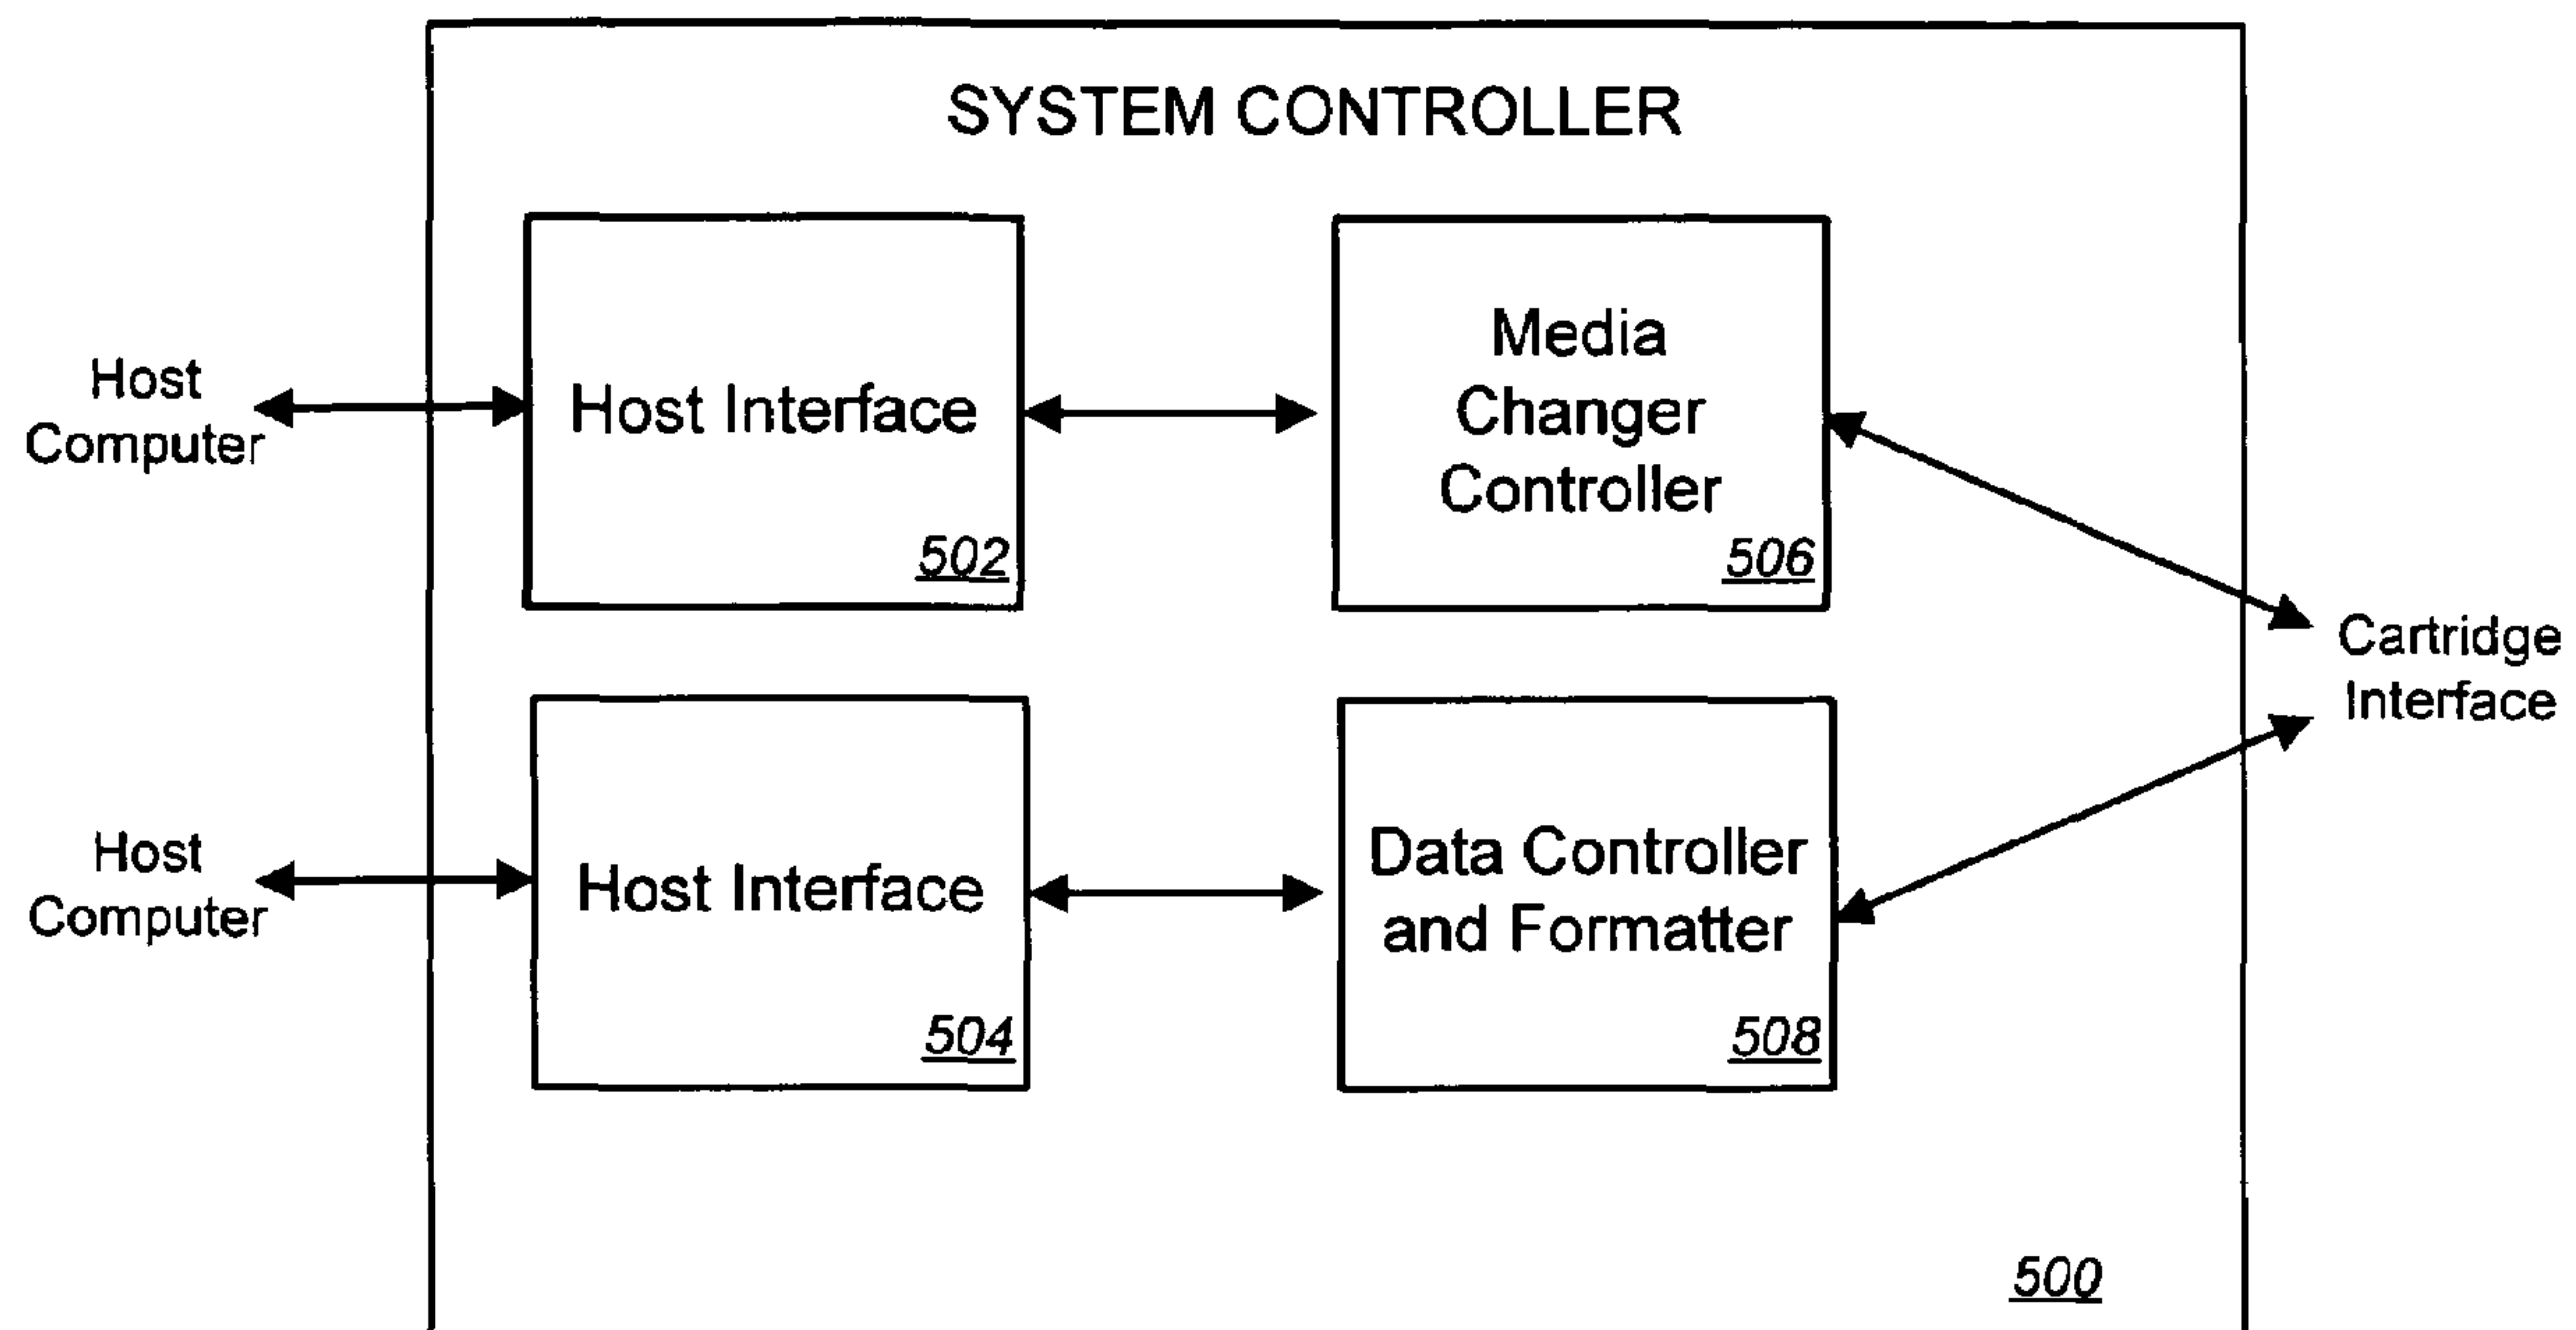 SYSTEM CONTROLLER
Host
Computer
Host Interface
502
Media
Changer
Controller
506
Cartridge
Interface
Host
Computer
Host Interface
504
Data Controller
and Formatter
508
500